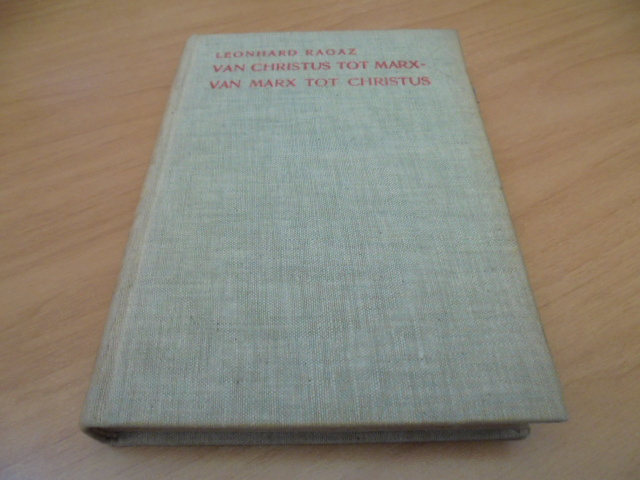 LEONHARD RAGAZ
VAN CHRISTUS TOT MARX-
VAN MARX TOT CHRISTUS